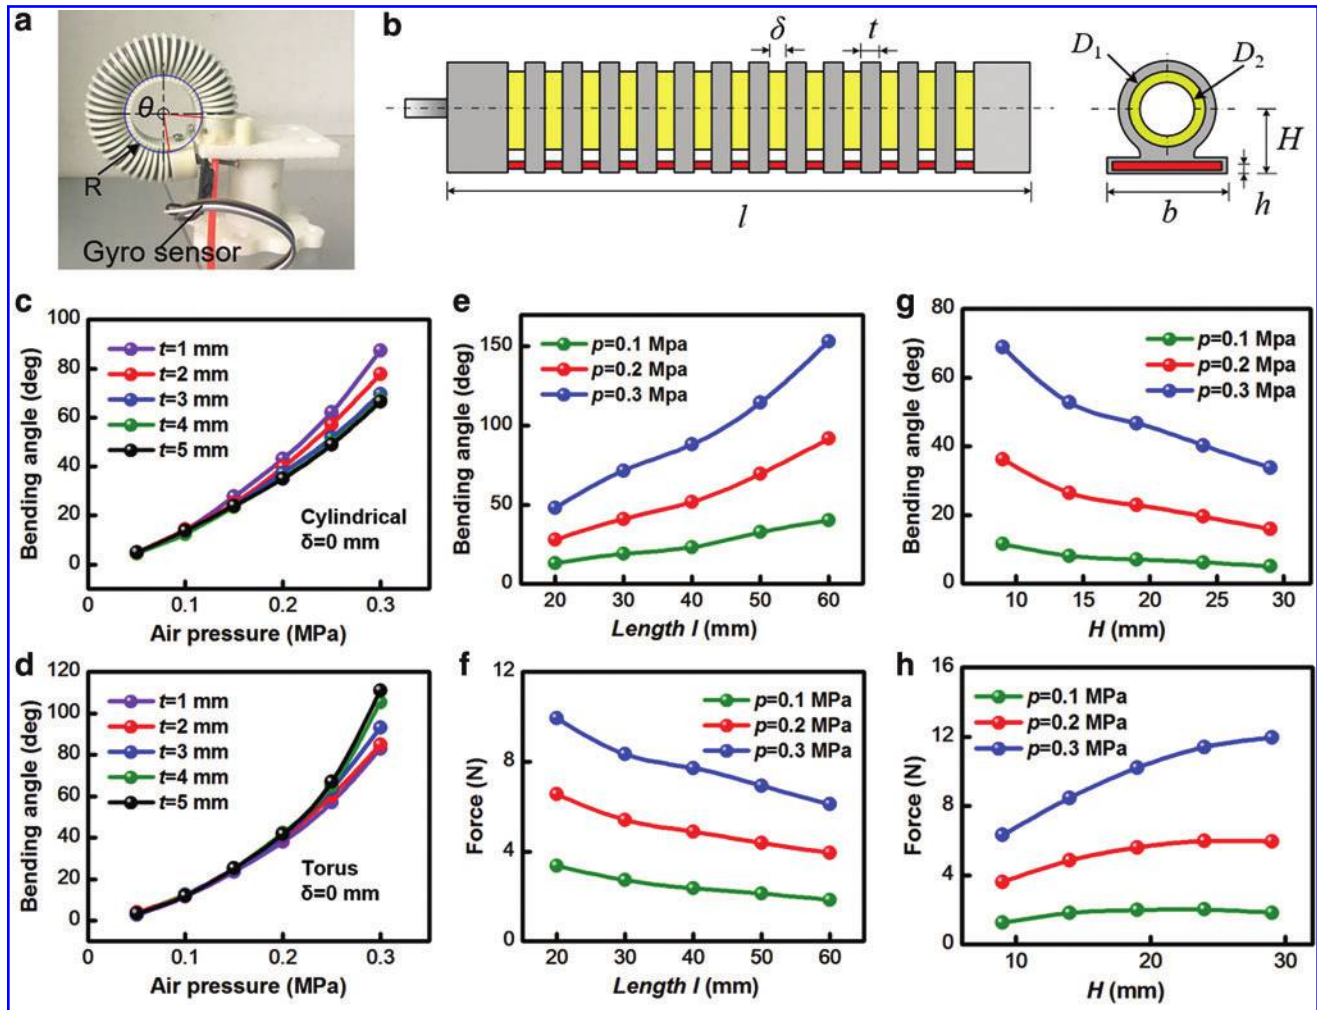 a
θ
R
Gyro sensor
b
δ
t
l
D1
D2
H
h
b
c
Bending angle (deg)
100
80
60
40
20
0
t=1 mm
t=2 mm
t=3 mm
t=4 mm
t=5 mm
Cylindrical
δ=0 mm
0 0.1 0.2 0.3
Air pressure (MPa)
e
Bending angle (deg)
150
100
50
0
p=0.1 Mpa
p=0.2 Mpa
p=0.3 Mpa
20 30 40 50 60
Length l (mm)
g
Bending angle (deg)
80
60
40
20
0
p=0.1 Mpa
p=0.2 Mpa
p=0.3 Mpa
10 15 20 25 30
H (mm)
d
Bending angle (deg)
120
100
80
60
40
20
0
t=1 mm
t=2 mm
t=3 mm
t=4 mm
t=5 mm
Torus
δ=0 mm
0 0.1 0.2 0.3
Air pressure (MPa)
f
Force (N)
12
8
4
0
p=0.1 MPa
p=0.2 MPa
p=0.3 MPa
20 30 40 50 60
Length l (mm)
h
Force (N)
16
12
8
4
0
p=0.1 MPa
p=0.2 MPa
p=0.3 MPa
10 20 30
H (mm)